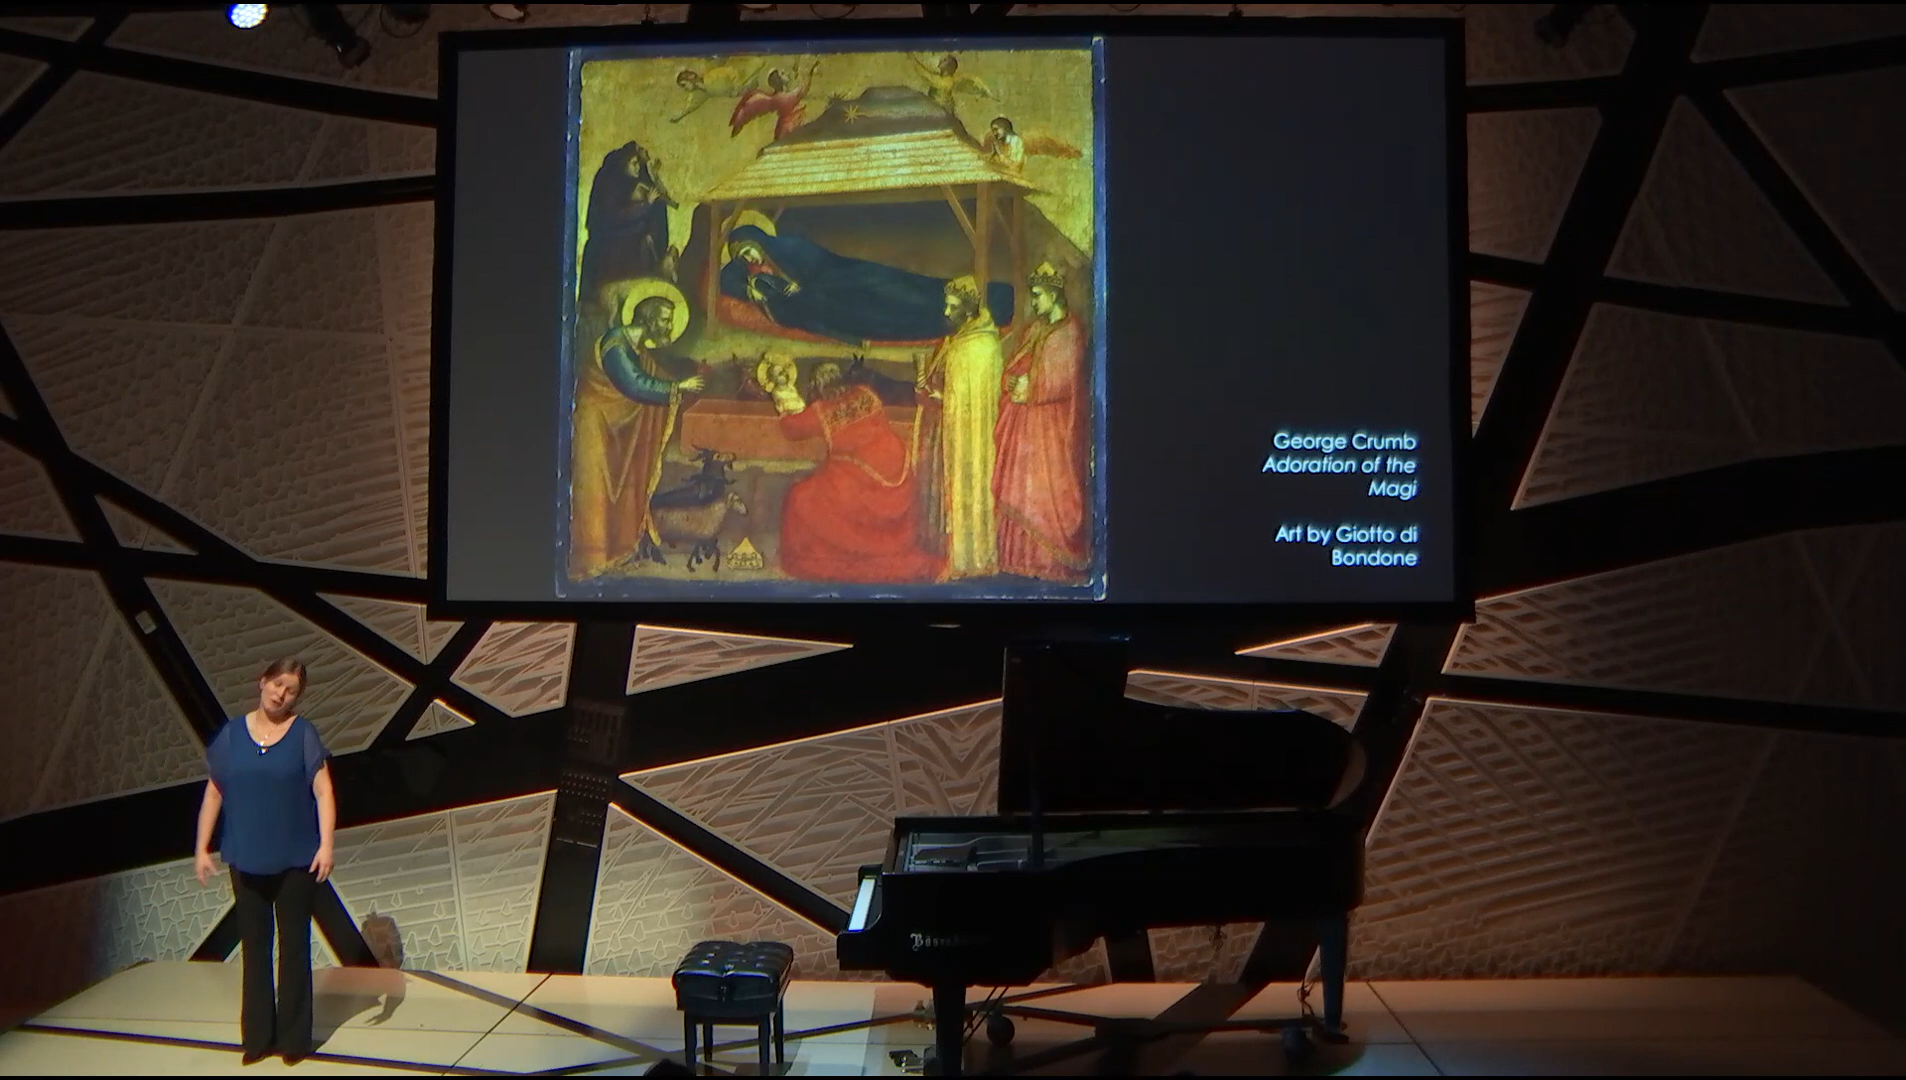 George Crumb
Adoration of the
Magi
Art by Giotto di
Bondone